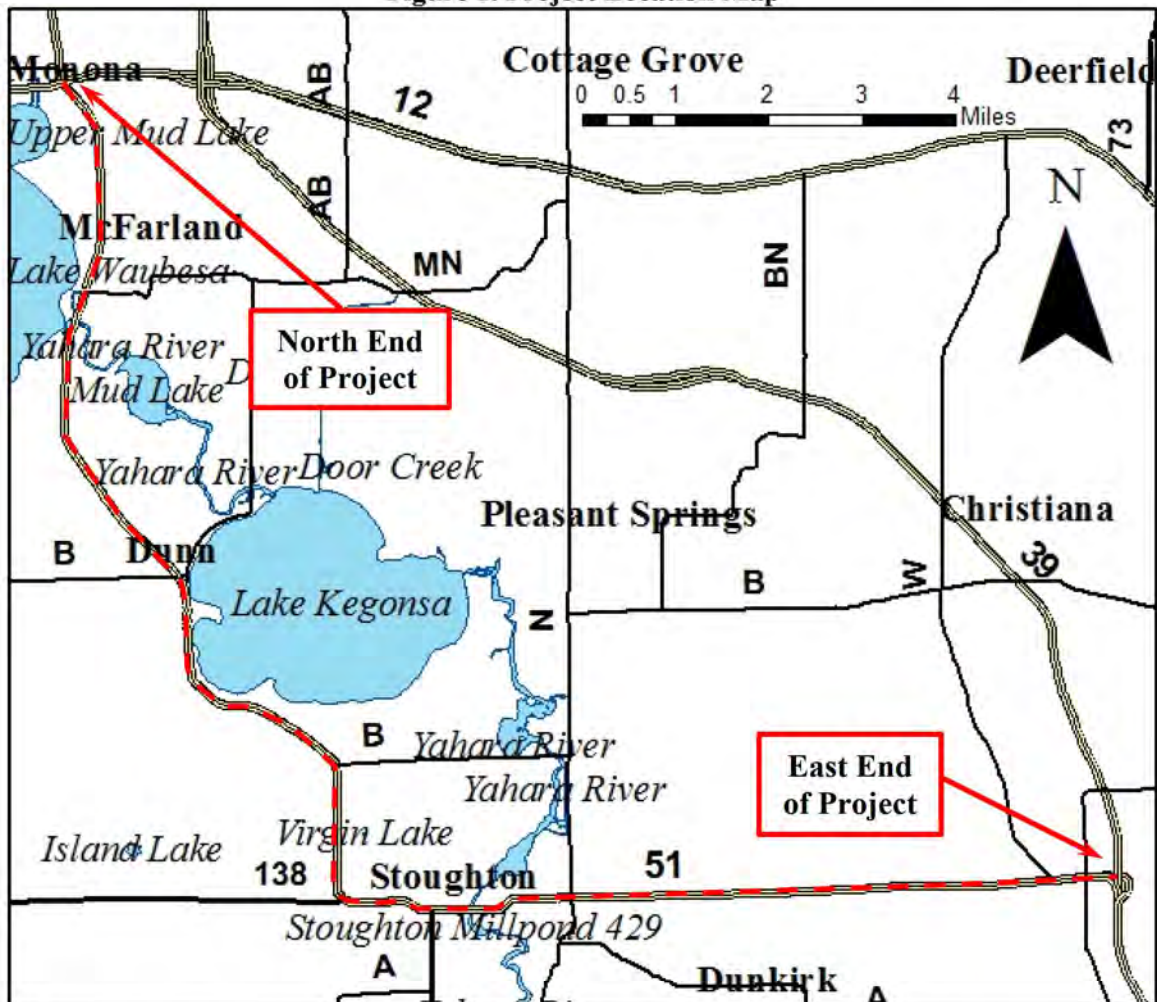 Cottage Grove
Deerfield
Monona
AB
12
0 0.5 1 2 3 4
Miles
73
Upper Mud Lake
N
AB
McFarland
MN
BN
Lake Waubesa
North End
of Project
Yahara River
Mud Lake
D
Yahara River
Door Creek
Pleasant Springs
Christiana
B
Dunn
39
B
W
Lake Kegonsa
N
B
Yahara River
Yahara River
East End
of Project
Virgin Lake
Island Lake
138
Stoughton
51
Stoughton Millpond 429
A
Dunkirk
A